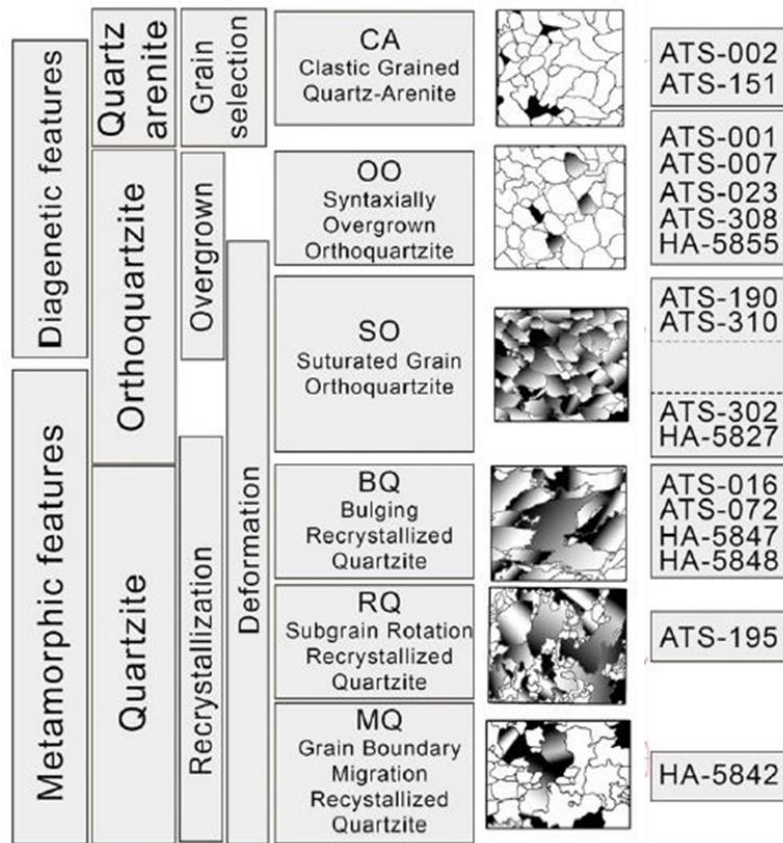 Diagenetic features
Metamorphic features
Quartz
arenite
Orthoquartzite
Quartzite
Grain
selection
Overgrown
Recrystallization
Deformation
CA
Clastic Grained
Quartz-Arenite
OO
Syntaxially
Overgrown
Orthoquartzite
SO
Suturated Grain
Orthoquartzite
BQ
Bulging
Recrystallized
Quartzite
RQ
Subgrain Rotation
Recrystallized
Quartzite
MQ
Grain Boundary
Migration
Recystallized
Quartzite
ATS-002
ATS-151
ATS-001
ATS-007
ATS-023
ATS-308
HA-5855
ATS-190
ATS-310
ATS-302
HA-5827
ATS-016
ATS-072
HA-5847
HA-5848
ATS-195
HA-5842